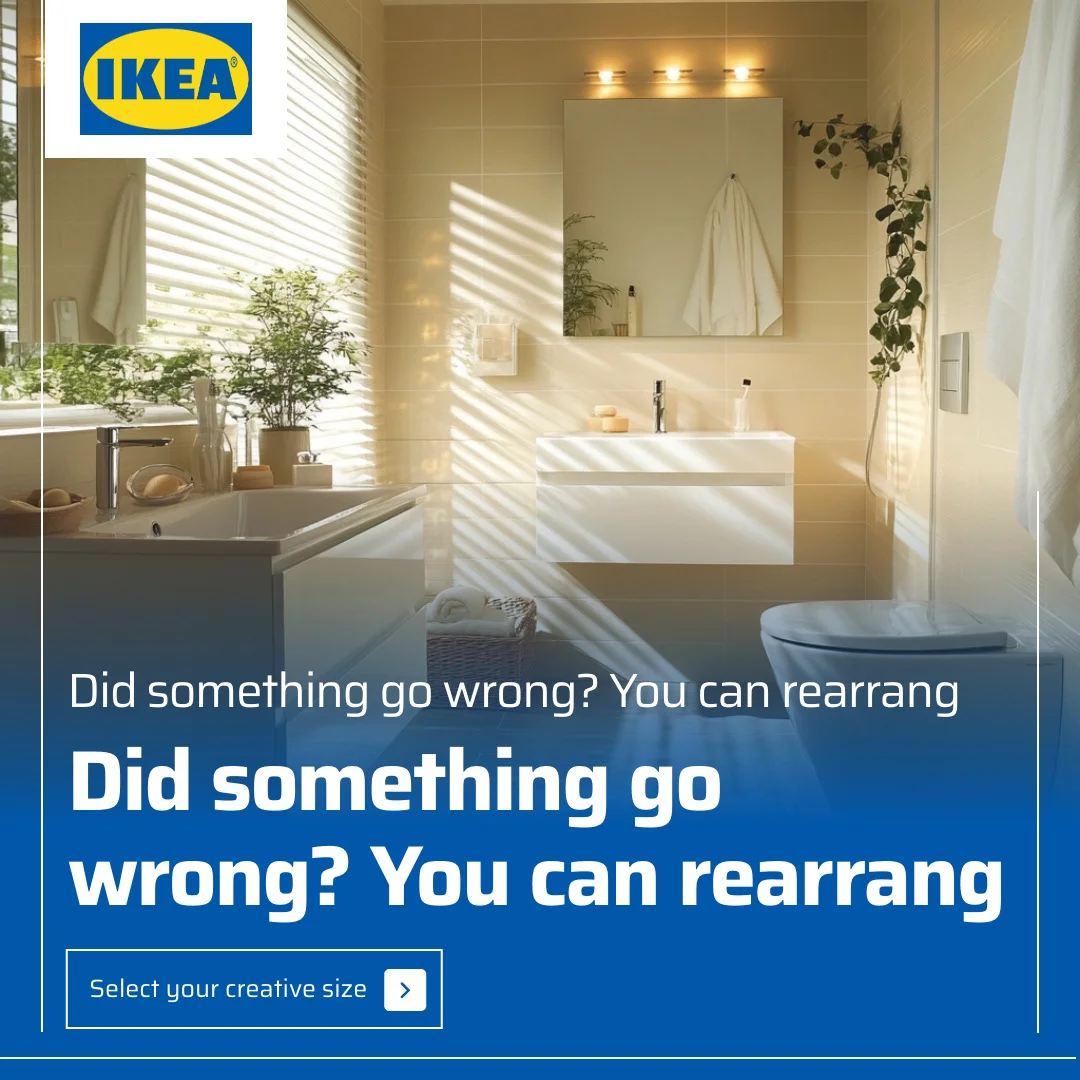 IKEA®
Did something go wrong? You can rearrang
Did something go
wrong? You can rearrang
Select your creative size